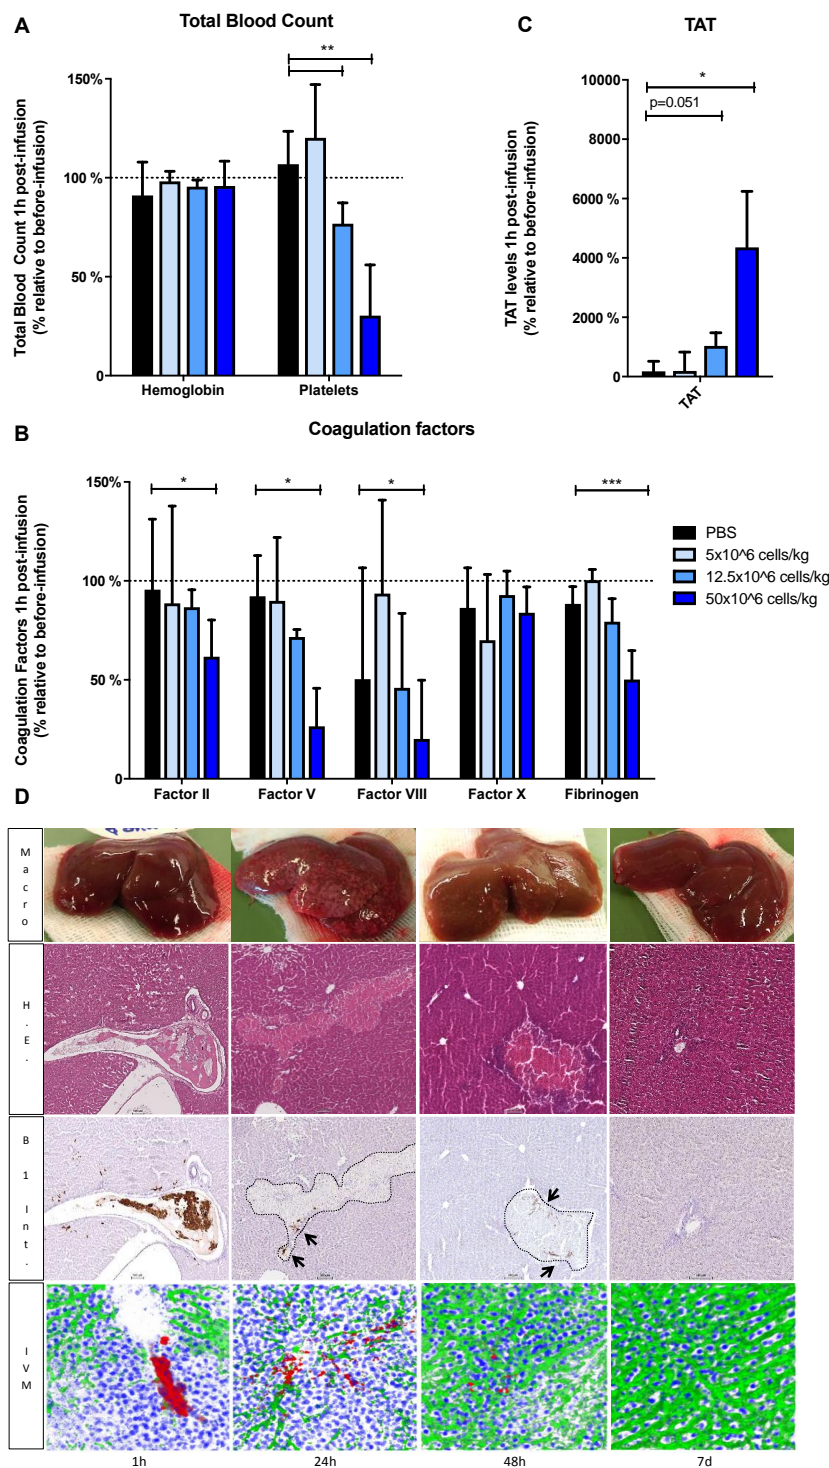 A
Total Blood Count
**
150%
100 %
50 %
0
Total Blood Count 1h post-infusion
(% relative to before-infusion)
Hemoglobin
Platelets
C
TAT
*
p=0.051
10000
8000 %
6000 %
4000 %
2000 %
0
TAT levels 1h post-infusion
(% relative to before-infusion)
TAT
B
Coagulation factors
*
*
*
***
150%
100 %
50 %
0
Coagulation Factors 1h post-infusion
(% relative to before-infusion)
Factor II
Factor V
Factor VIII
Factor X
Fibrinogen
PBS
5x10^6 cells/kg
12.5x10^6 cells/kg
50x10^6 cells/kg
D
Macro
H.E.
B1 Int.
IVM
1h
24h
48h
7d